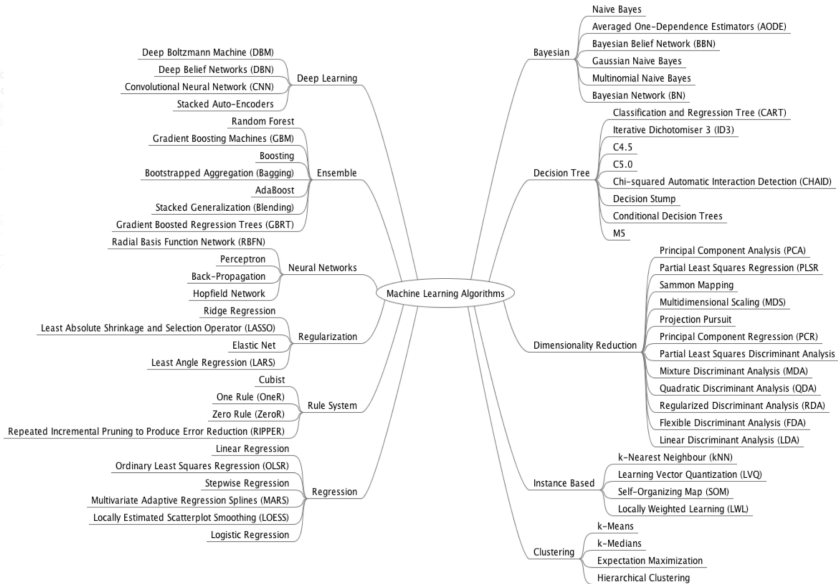 Machine Learning Algorithms
Deep Learning
Deep Boltzmann Machine (DBM)
Deep Belief Networks (DBN)
Convolutional Neural Network (CNN)
Stacked Auto-Encoders
Ensemble
Random Forest
Gradient Boosting Machines (GBM)
Boosting
Bootstrapped Aggregation (Bagging)
AdaBoost
Stacked Generalization (Blending)
Gradient Boosted Regression Trees (GBRT)
Neural Networks
Radial Basis Function Network (RBFN)
Perceptron
Back-Propagation
Hopfield Network
Regularization
Ridge Regression
Least Absolute Shrinkage and Selection Operator (LASSO)
Elastic Net
Least Angle Regression (LARS)
Rule System
Cubist
One Rule (OneR)
Zero Rule (ZeroR)
Repeated Incremental Pruning to Produce Error Reduction (RIPPER)
Regression
Linear Regression
Ordinary Least Squares Regression (OLSR)
Stepwise Regression
Multivariate Adaptive Regression Splines (MARS)
Locally Estimated Scatterplot Smoothing (LOESS)
Logistic Regression
Bayesian
Naive Bayes
Averaged One-Dependence Estimators (AODE)
Bayesian Belief Network (BBN)
Gaussian Naive Bayes
Multinomial Naive Bayes
Bayesian Network (BN)
Decision Tree
Classification and Regression Tree (CART)
Iterative Dichotomiser 3 (ID3)
C4.5
C5.0
Chi-squared Automatic Interaction Detection (CHAID)
Decision Stump
Conditional Decision Trees
M5
Dimensionality Reduction
Principal Component Analysis (PCA)
Partial Least Squares Regression (PLSR
Sammon Mapping
Multidimensional Scaling (MDS)
Projection Pursuit
Principal Component Regression (PCR)
Partial Least Squares Discriminant Analysis
Mixture Discriminant Analysis (MDA)
Quadratic Discriminant Analysis (QDA)
Regularized Discriminant Analysis (RDA)
Flexible Discriminant Analysis (FDA)
Linear Discriminant Analysis (LDA)
Instance Based
k-Nearest Neighbour (kNN)
Learning Vector Quantization (LVQ)
Self-Organizing Map (SOM)
Locally Weighted Learning (LWL)
Clustering
k-Means
k-Medians
Expectation Maximization
Hierarchical Clustering